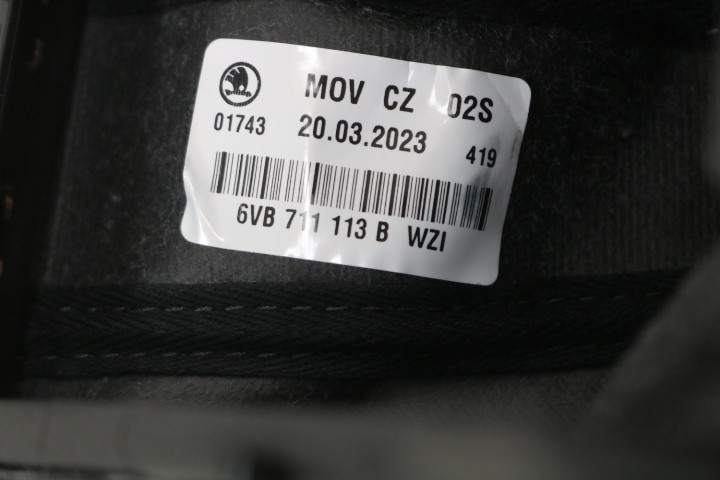 MOV CZ 02S
01743 20.03.2023 419
6VB 711 113 B WZI